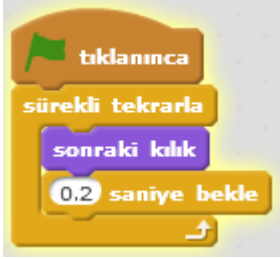 tıklanınca
sürekli tekrarla
sonraki kılık
0.2 saniye bekle